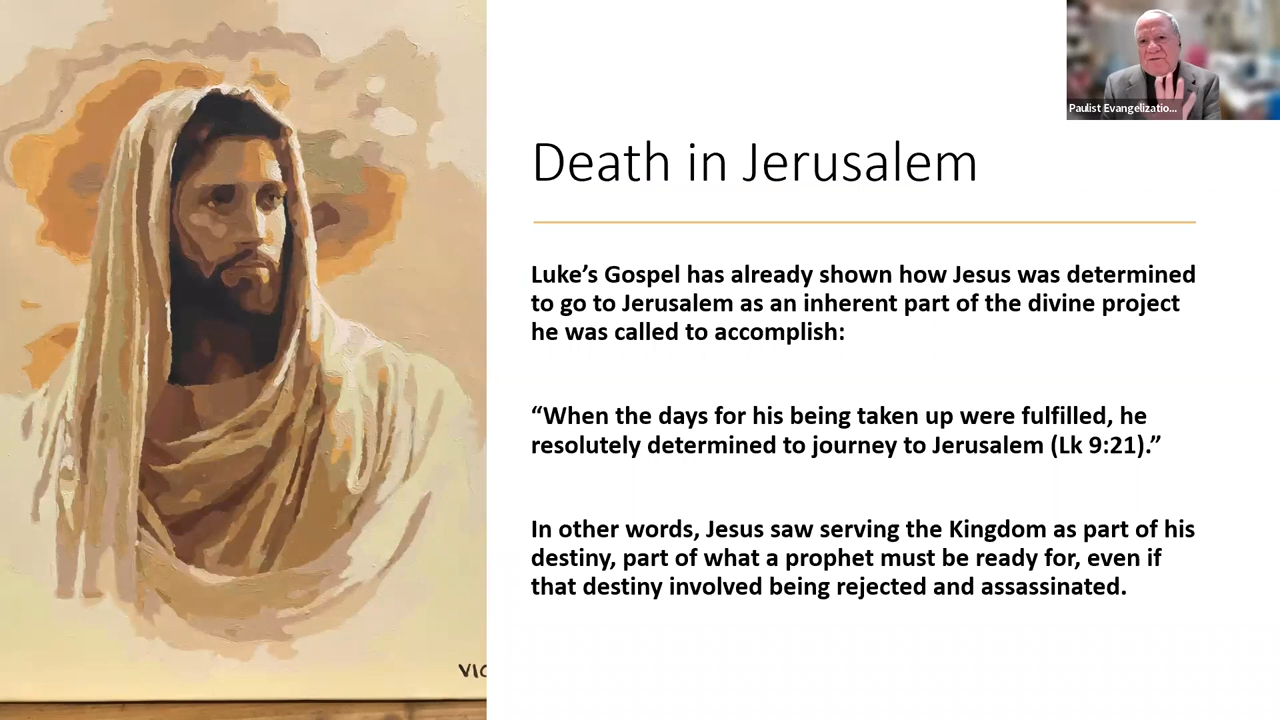 Paulist Evangelizatio...
Death in Jerusalem
Luke’s Gospel has already shown how Jesus was determined
to go to Jerusalem as an inherent part of the divine project
he was called to accomplish:
“When the days for his being taken up were fulfilled, he
resolutely determined to journey to Jerusalem (Lk 9:21).”
In other words, Jesus saw serving the Kingdom as part of his
destiny, part of what a prophet must be ready for, even if
that destiny involved being rejected and assassinated.